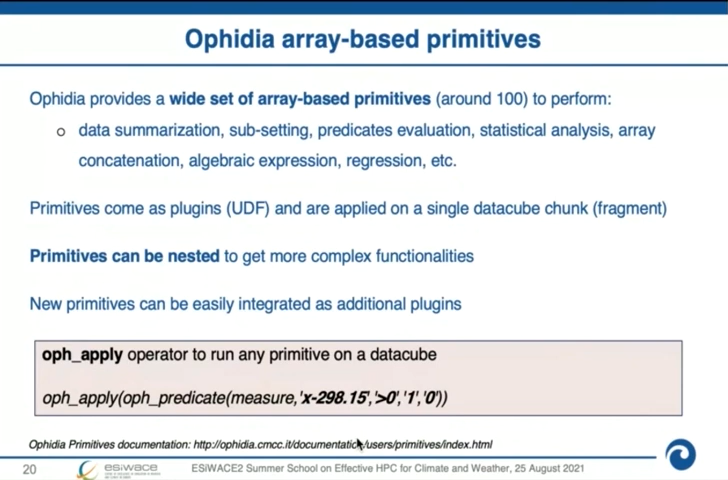 Ophidia array-based primitives
Ophidia provides a wide set of array-based primitives (around 100) to perform:
o data summarization, sub-setting, predicates evaluation, statistical analysis, array
concatenation, algebraic expression, regression, etc.
Primitives come as plugins (UDF) and are applied on a single datacube chunk (fragment)
Primitives can be nested to get more complex functionalities
New primitives can be easily integrated as additional plugins
oph_apply operator to run any primitive on a datacube
oph_apply(oph_predicate(measure,'x-298.15','>0','1','0'))
Ophidia Primitives documentation: http://ophidia.cmcc.it/documentation/users/primitives/index.html
20
esiwace
ESiWACE2 Summer School on Effective HPC for Climate and Weather, 25 August 2021